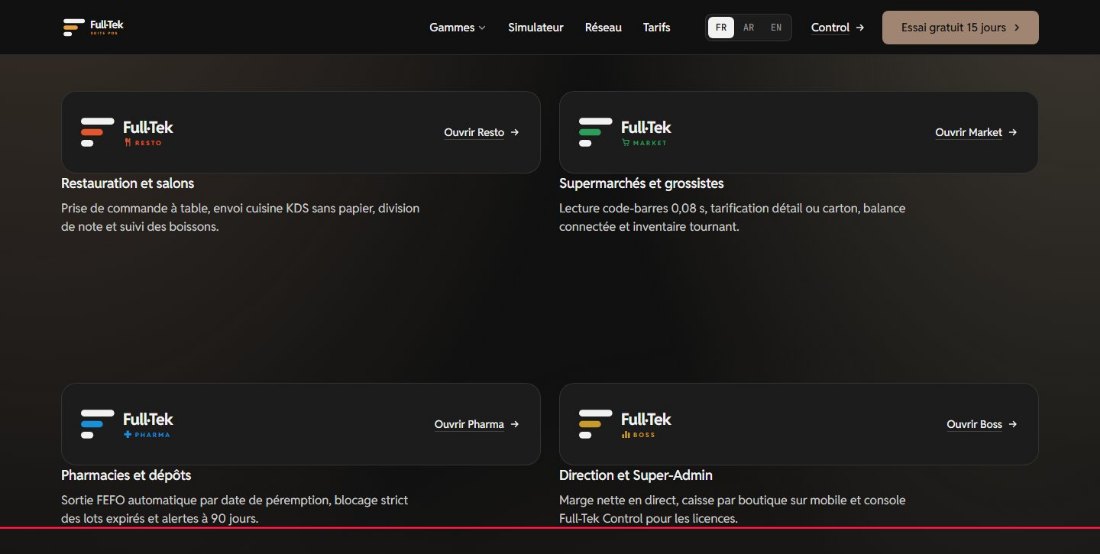 Full·Tek
SUITE POS
Gammes
Simulateur
Réseau
Tarifs
FR AR EN
Control →
Essai gratuit 15 jours
Full·Tek
RESTO
Ouvrir Resto →
Full·Tek
MARKET
Ouvrir Market →
Restauration et salons
Prise de commande à table, envoi cuisine KDS sans papier, division
de note et suivi des boissons.
Supermarchés et grossistes
Lecture code-barres 0,08 s, tarification détail ou carton, balance
connectée et inventaire tournant.
Full·Tek
PHARMA
Ouvrir Pharma →
Full·Tek
BOSS
Ouvrir Boss →
Pharmacies et dépôts
Sortie FEFO automatique par date de péremption, blocage strict
des lots expirés et alertes à 90 jours.
Direction et Super-Admin
Marge nette en direct, caisse par boutique sur mobile et console
Full-Tek Control pour les licences.